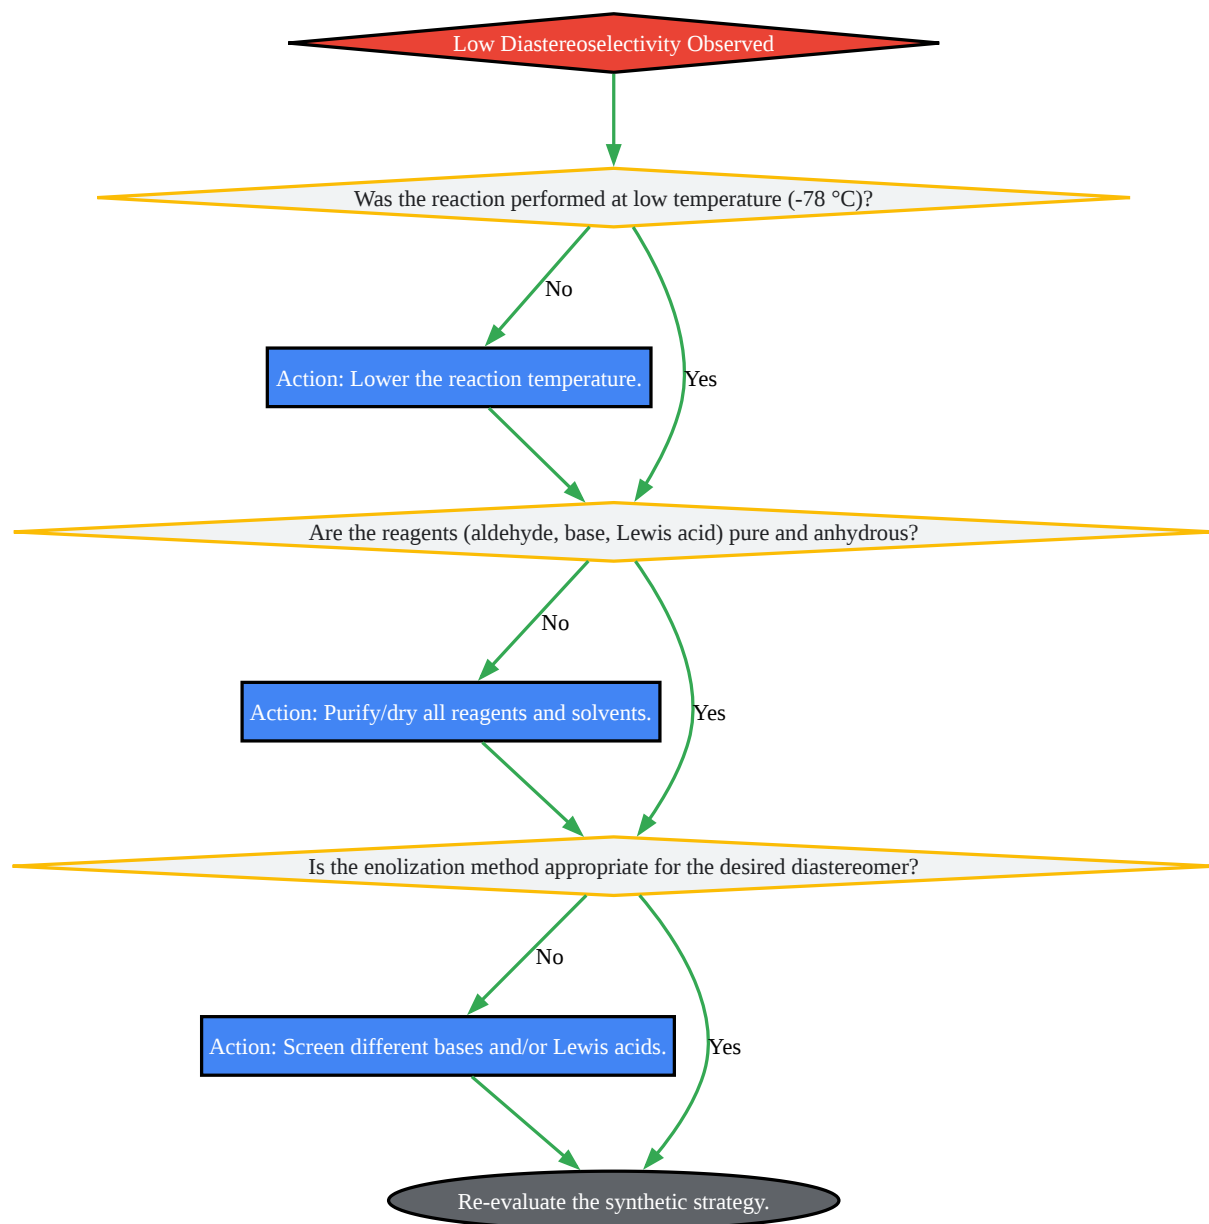 Low Diastereoselectivity Observed
Was the reaction performed at low temperature (-78 °C)?
No
Action: Lower the reaction temperature.
Yes
Are the reagents (aldehyde, base, Lewis acid) pure and anhydrous?
No
Action: Purify/dry all reagents and solvents.
Yes
Is the enolization method appropriate for the desired diastereomer?
No
Action: Screen different bases and/or Lewis acids.
Yes
Re-evaluate the synthetic strategy.